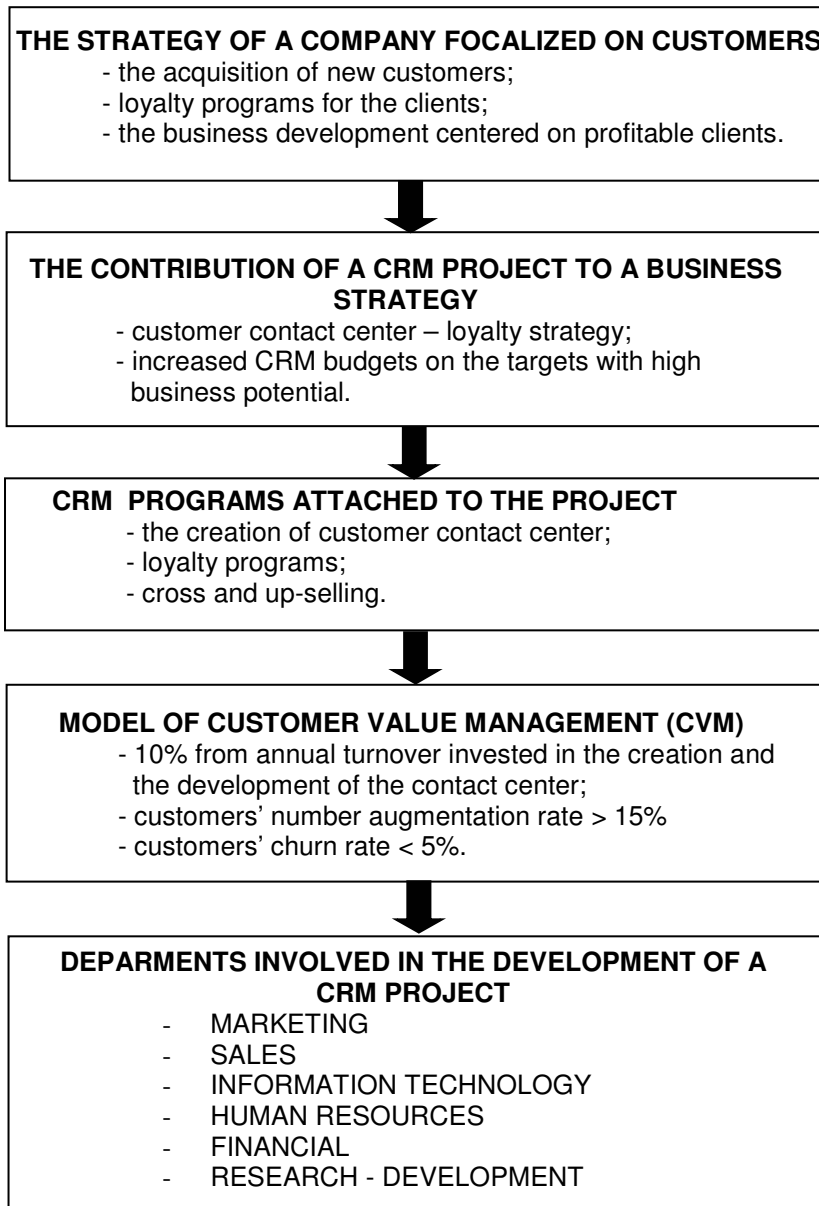 THE STRATEGY OF A COMPANY FOCALIZED ON CUSTOMERS
- the acquisition of new customers;
- loyalty programs for the clients;
- the business development centered on profitable clients.
THE CONTRIBUTION OF A CRM PROJECT TO A BUSINESS
STRATEGY
- customer contact center – loyalty strategy;
- increased CRM budgets on the targets with high
business potential.
CRM PROGRAMS ATTACHED TO THE PROJECT
- the creation of customer contact center;
- loyalty programs;
- cross and up-selling.
MODEL OF CUSTOMER VALUE MANAGEMENT (CVM)
- 10% from annual turnover invested in the creation and
the development of the contact center;
- customers’ number augmentation rate > 15%
- customers’ churn rate < 5%.
DEPARMENTS INVOLVED IN THE DEVELOPMENT OF A
CRM PROJECT
- MARKETING
- SALES
- INFORMATION TECHNOLOGY
- HUMAN RESOURCES
- FINANCIAL
- RESEARCH - DEVELOPMENT